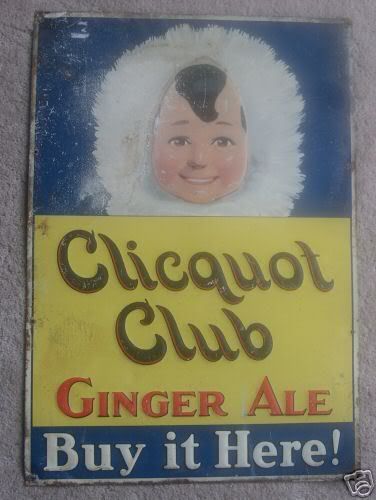 Clicquot
Club
GINGER ALE
Buy it Here!